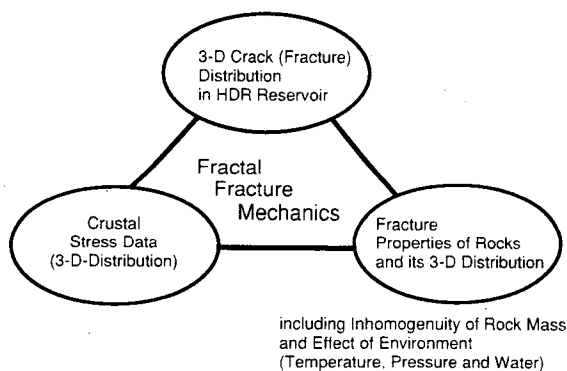 3-D Crack (Fracture)
Distribution
in HDR Reservoir
Fractal
Fracture
Mechanics
Crustal
Stress Data
(3-D-Distribution)
Fracture
Properties of Rocks
and its 3-D Distribution
including Inhomogenuity of Rock Mass
and Effect of Environment
(Temperature, Pressure and Water)